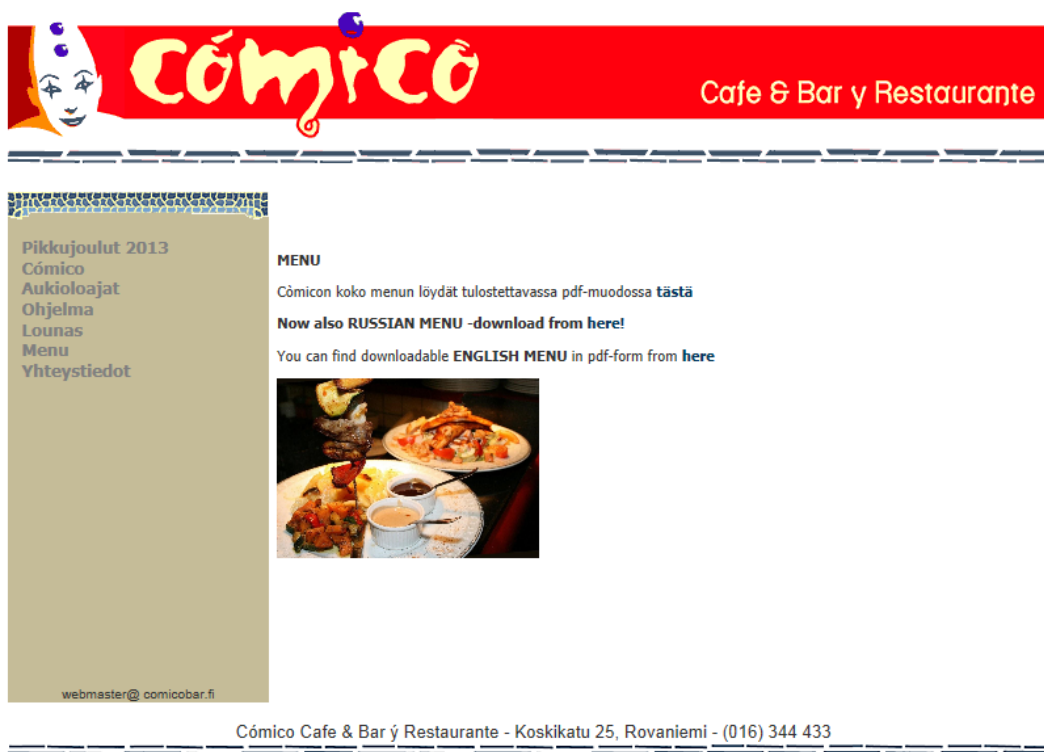 Cómicò
Cafe & Bar y Restaurante
Pikkujoulut 2013
Cómico
Aukioloajat
Ohjelma
Lounas
Menu
Yhteystiedot
MENU
Còmicon koko menun löydät tulostettavassa pdf-muodossa tästä
Now also RUSSIAN MENU -download from here!
You can find downloadable ENGLISH MENU in pdf-form from here
webmaster@ comicobar.fi
Cómico Cafe & Bar ý Restaurante - Koskikatu 25, Rovaniemi - (016) 344 433